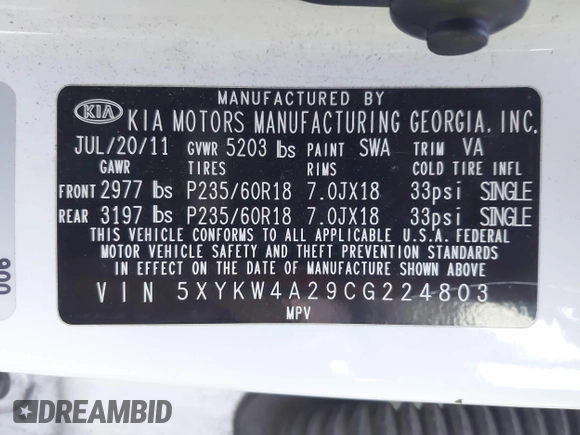 MANUFACTURED BY
KIA KIA MOTORS MANUFACTURING GEORGIA, INC.
JUL/20/11 GVWR 5203 lbs PAINT SWA TRIM VA
GAWR TIRES RIMS COLD TIRE INFL
FRONT 2977 lbs P235/60R18 7.0JX18 33psi SINGLE
REAR 3197 lbs P235/60R18 7.0JX18 33psi SINGLE
THIS VEHICLE CONFORMS TO ALL APPLICABLE U.S.A. FEDERAL
MOTOR VEHICLE SAFETY AND THEFT PREVENTION STANDARDS
IN EFFECT ON THE DATE OF MANUFACTURE SHOWN ABOVE.
VIN 5XYKW4A29CG224803
MPV
008
DREAMBID